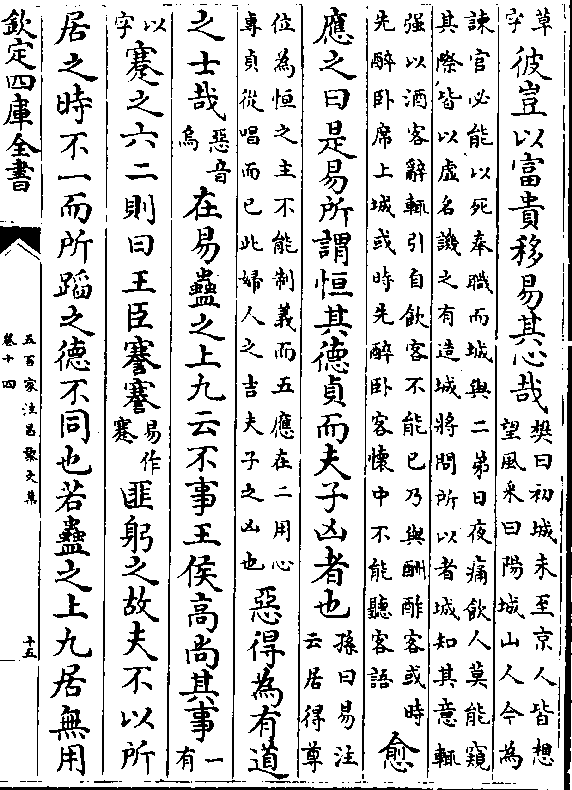 草
字
彼豈以富貴移易其心哉
樊曰初城未至京人皆想
望風采曰陽城山人今為
諫官必能以死奉職而城與二弟日夜痛飲人莫能窺
其際皆以虛名譏之有造城將問所以者城知其意輒
强以酒客辭輒引自飲客不能已乃與酬酢客或時
先醉卧席上城或時先醉卧客懷中不能聽客語
愈
應之曰是易所謂恒其德貞而夫子凶者也
孫曰易注
云居得尊
位為恒之主不能制義而五應在二用心
專貞從唱而已此婦人之吉夫子之凶也
惡得為有道
之士哉
惡音
烏
在易蠱之上九云不事王侯高尚其事
一
有
以
字
蹇之六二則曰王臣謇謇
易作
蹇
匪躬之故夫不以所
居之時不一而所蹈之德不同也若蠱之上九居無用
欽定四庫全書
五百家注昌黎文集
卷十四
十五